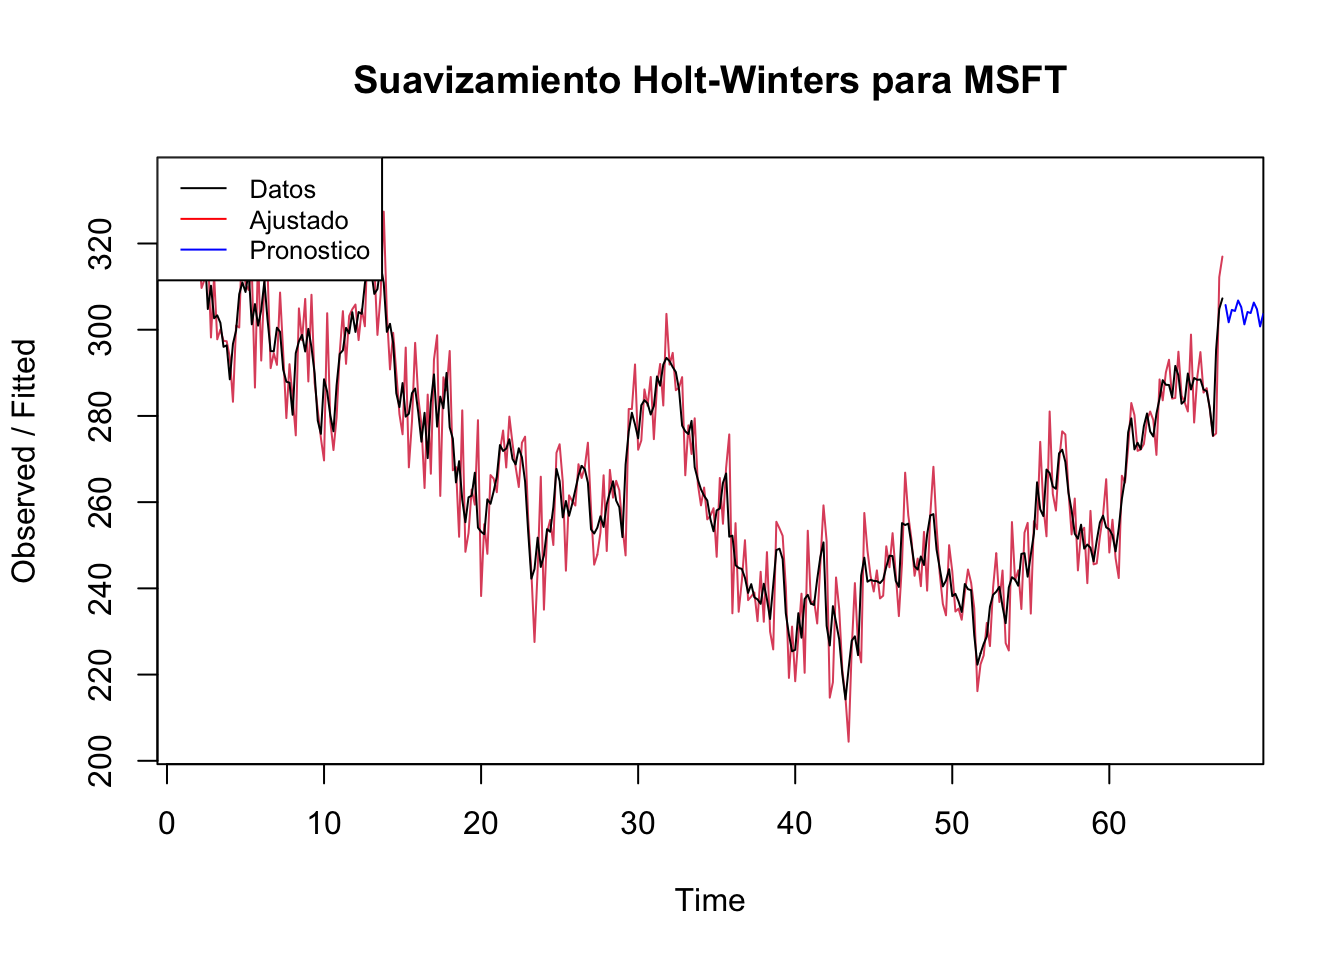 Suavizamiento Holt-Winters para MSFT
Datos
Ajustado
Pronostico
Observed / Fitted
320
300
280
260
240
220
200
0 10 20 30 40 50 60
Time